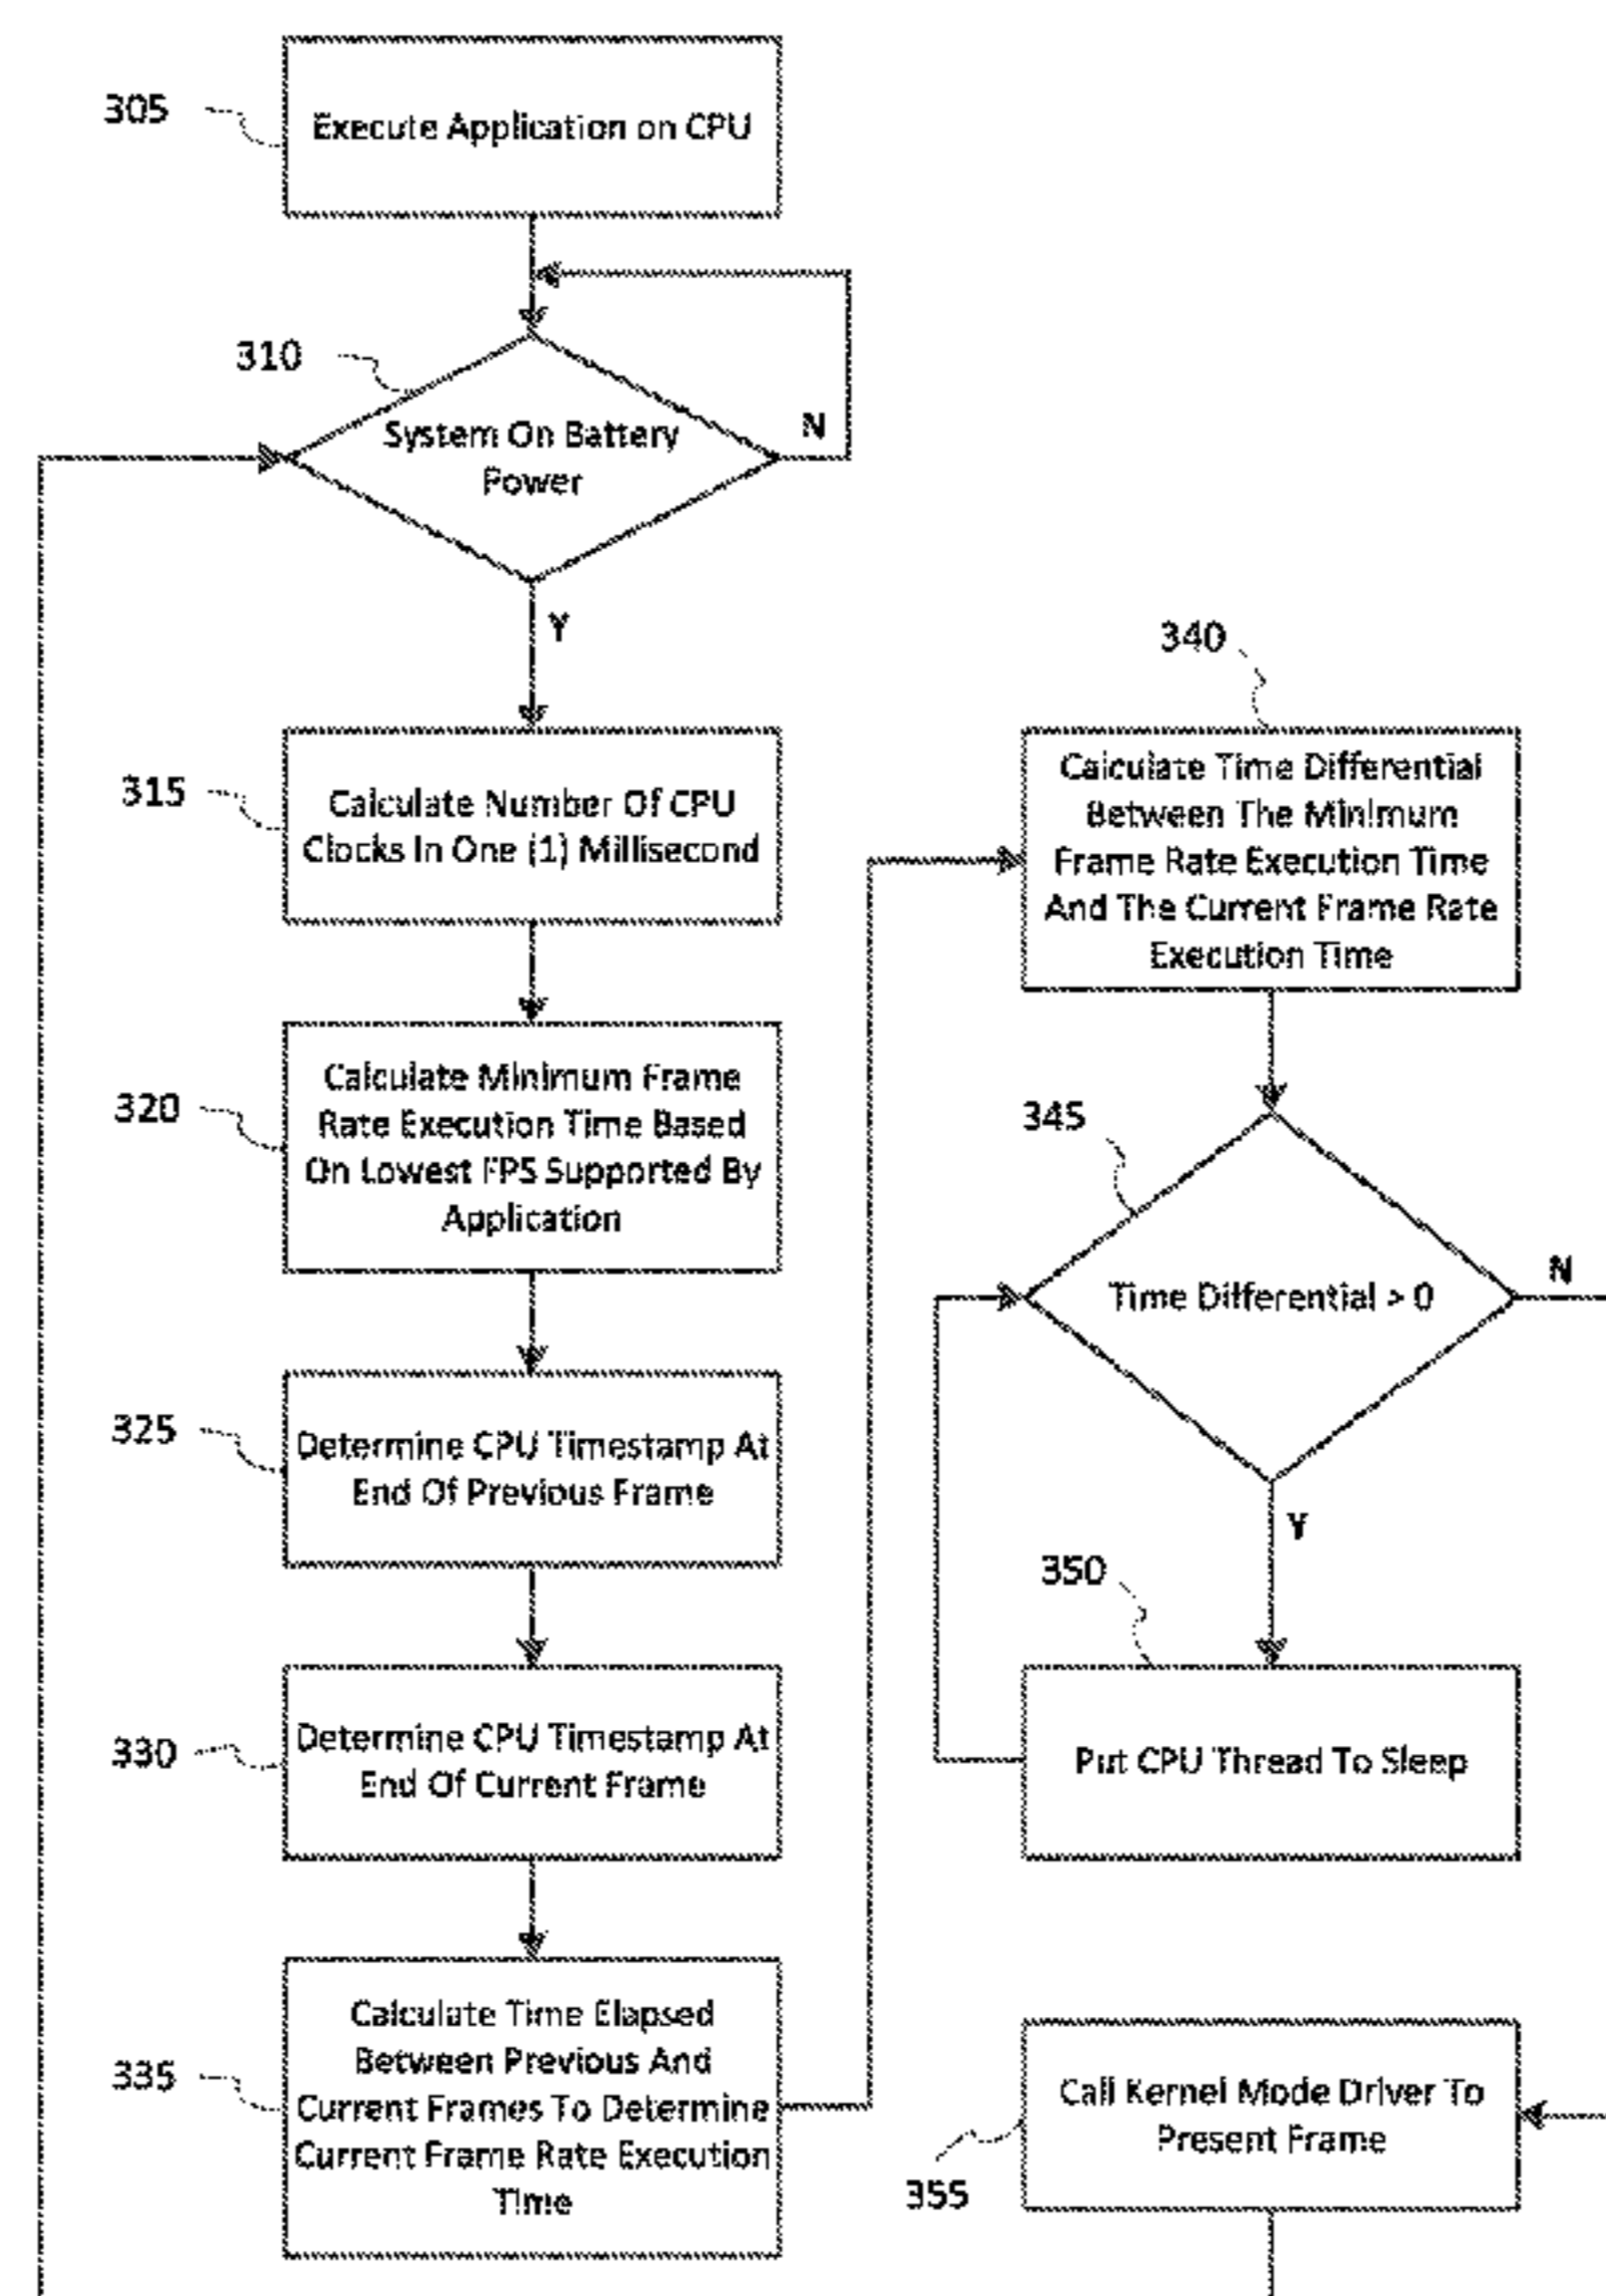 305
Execute Application on CPU
310
System On Battery
Power
N
Y
315
Calculate Number Of CPU
Clocks In One (1) Millisecond
320
Calculate Minimum Frame
Rate Execution Time Based
On Lowest FPS Supported By
Application
325
Determine CPU Timestamp At
End Of Previous Frame
330
Determine CPU Timestamp At
End Of Current Frame
335
Calculate Time Elapsed
Between Previous And
Current Frames To Determine
Current Frame Rate Execution
Time
340
Calculate Time Differential
Between The Minimum
Frame Rate Execution Time
And The Current Frame Rate
Execution Time
345
Time Differential > 0
N
Y
350
Put CPU Thread To Sleep
Call Kernel Mode Driver To
Present Frame
355